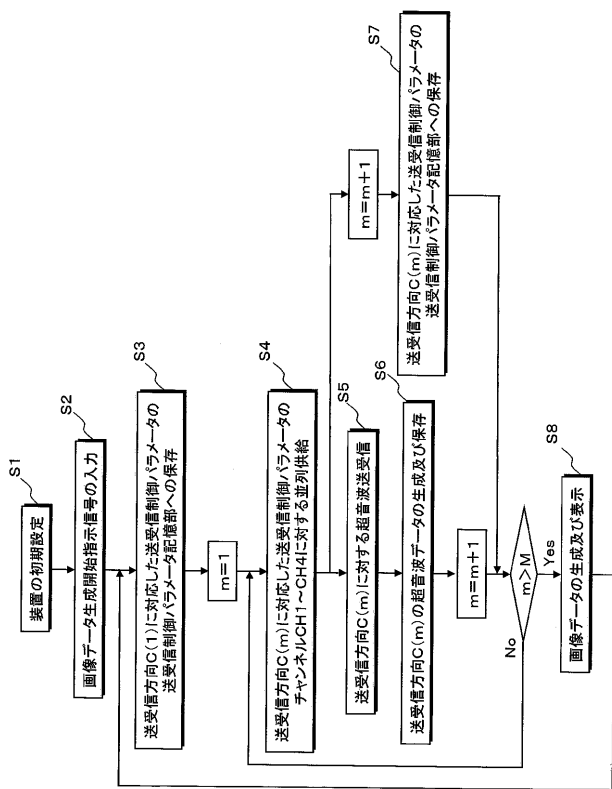 S1
装置の初期設定
S2
画像データ生成開始指示信号の入力
S3
送受信方向C(1)に対応した送受信制御パラメータの
送受信制御パラメータ記憶部への保存
m=1
S4
送受信方向C(m)に対応した送受信制御パラメータの
チャンネルCH1〜CH4に対する並列供給
S5
送受信方向C(m)に対する超音波送受信
S6
送受信方向C(m)の超音波データの生成及び保存
m=m+1
m=m+1
S7
送受信方向C(m)に対応した送受信制御パラメータの
送受信制御パラメータ記憶部への保存
m>M
No
Yes
S8
画像データの生成及び表示